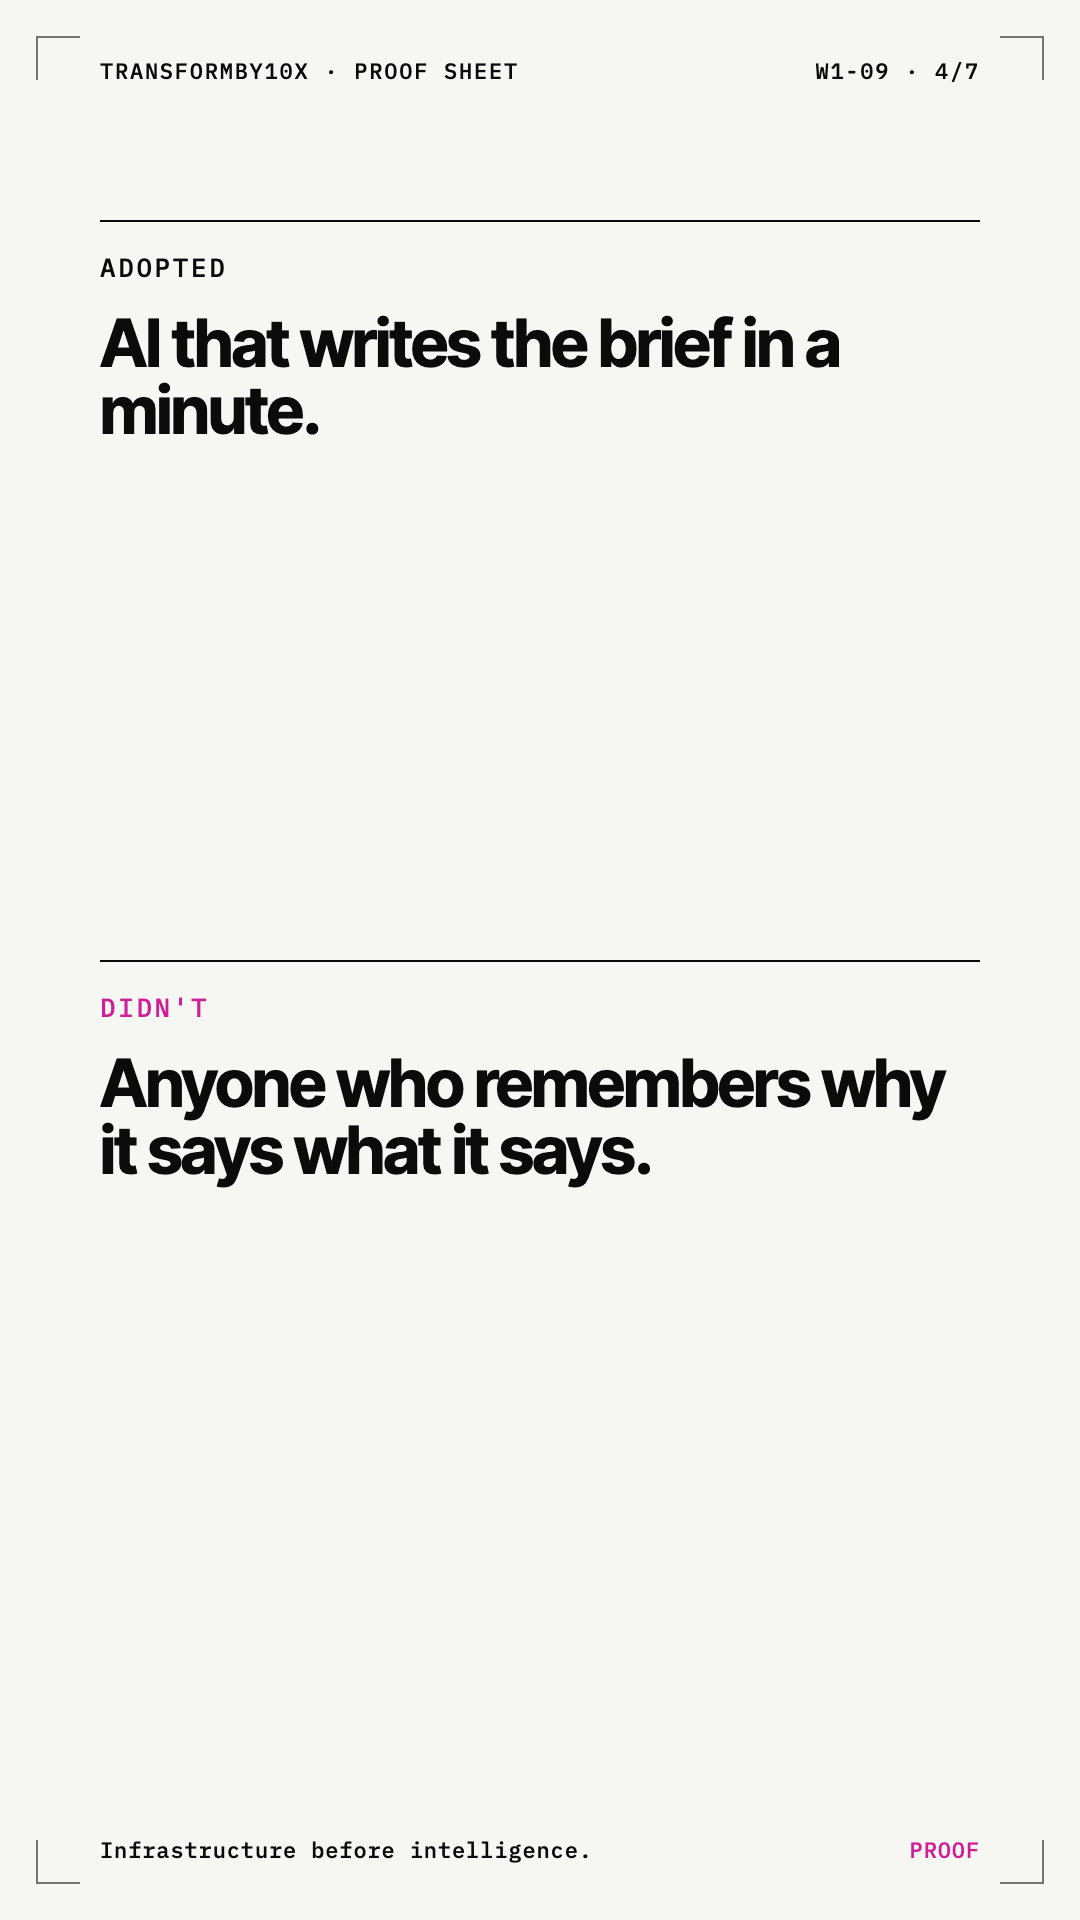 TRANSFORMBY10X · PROOF SHEET
W1-09 · 4/7
ADOPTED
AI that writes the brief in a
minute.
DIDN'T
Anyone who remembers why
it says what it says.
Infrastructure before intelligence.
PROOF